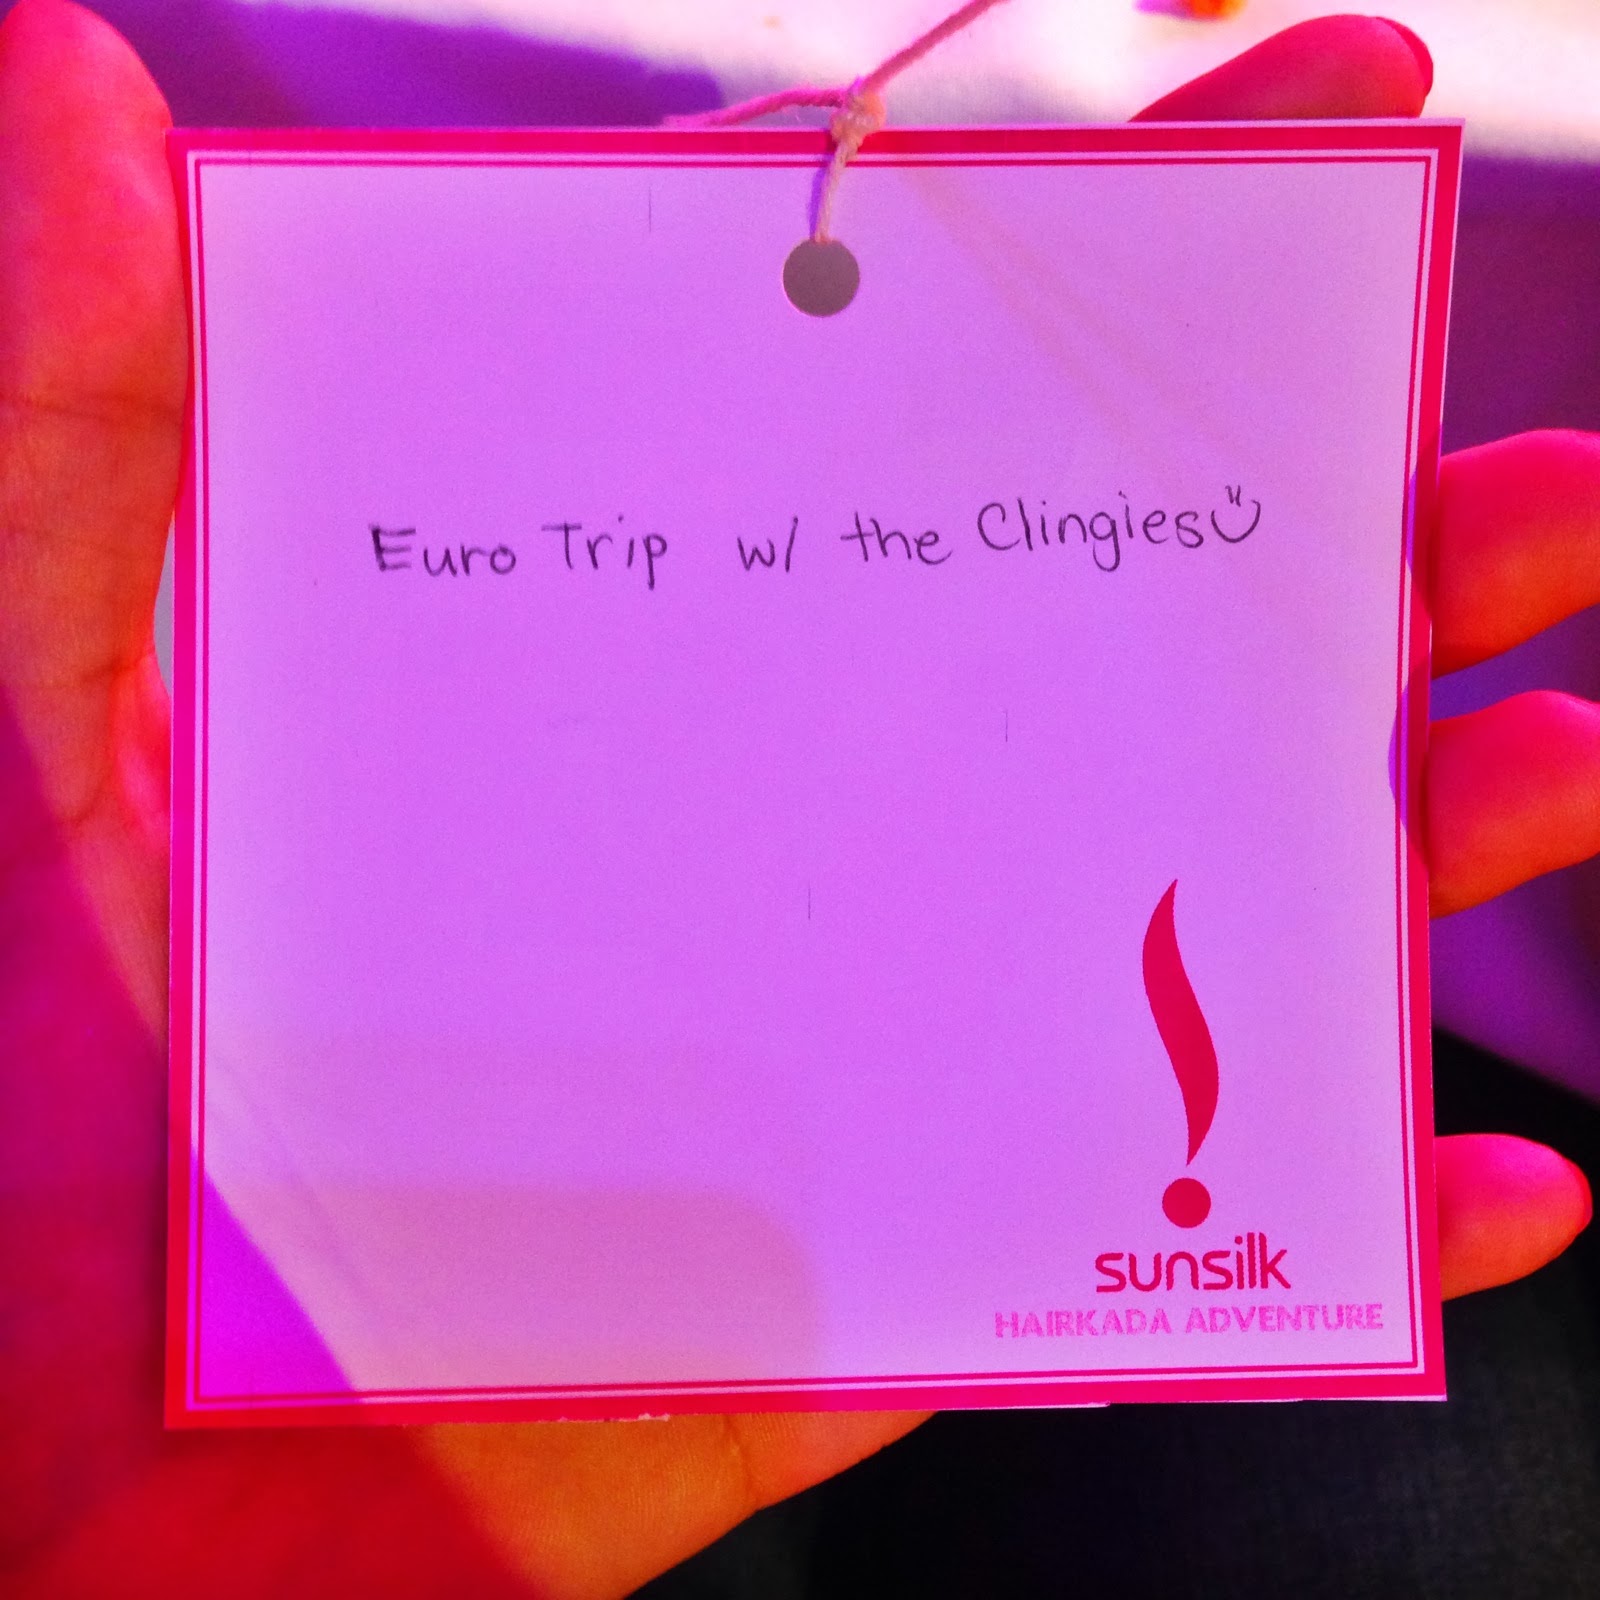 Euro Trip w/ the Clingies
sunsilk
HAIRKADA ADVENTURE